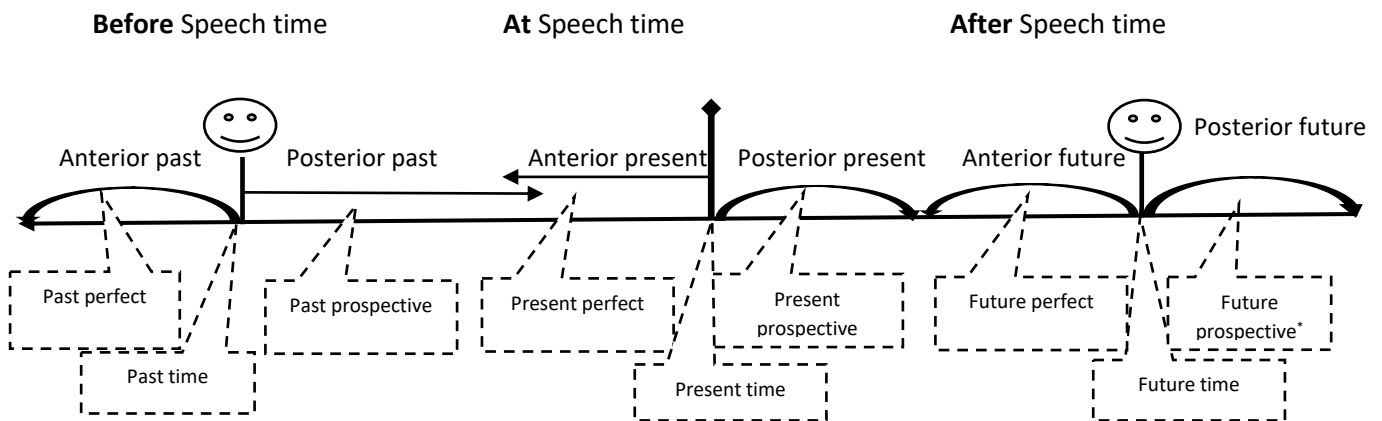 Before Speech time
At Speech time
After Speech time
Anterior past
Posterior past
Anterior present
Posterior present
Anterior future
Posterior future
Past perfect
Past prospective
Present perfect
Present
prospective
Future perfect
Future
prospective*
Past time
Present time
Future time